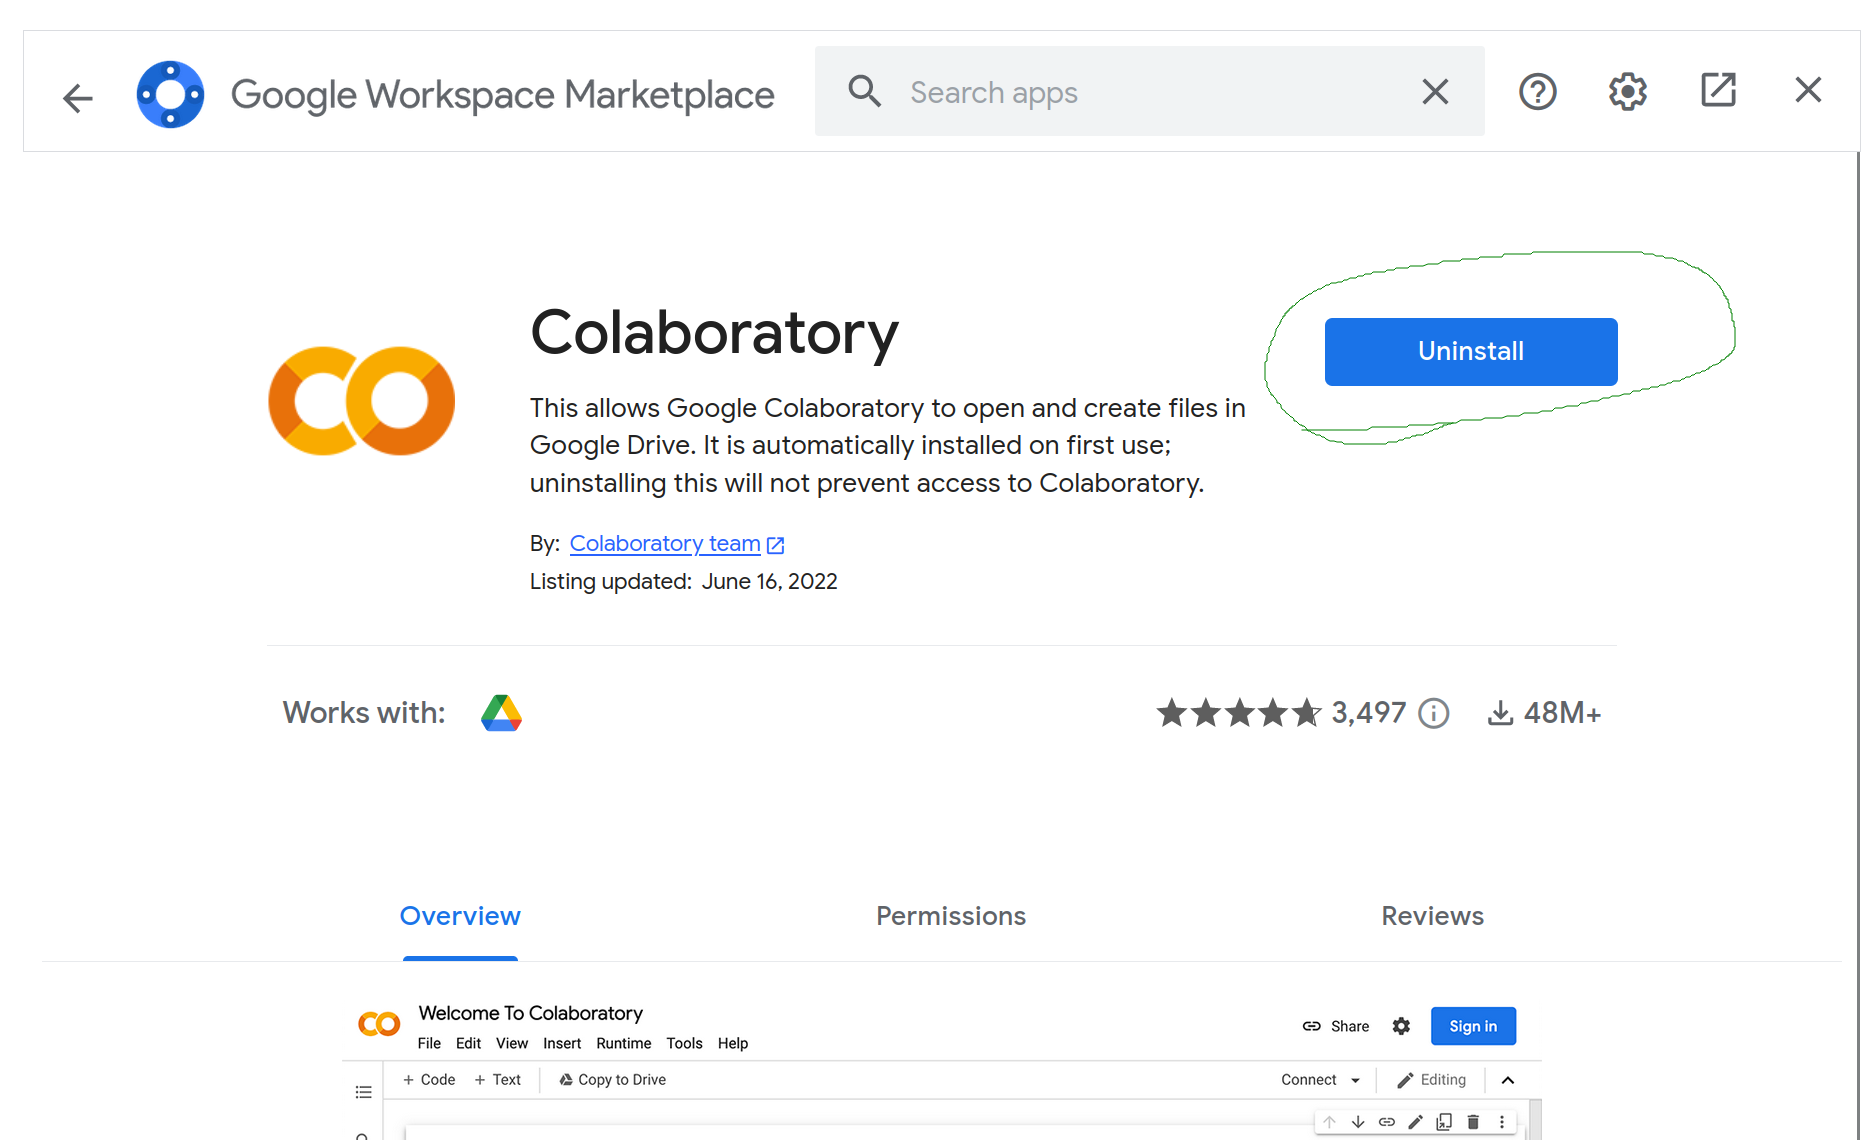 Google Workspace Marketplace
Search apps
Colaboratory
Uninstall
This allows Google Colaboratory to open and create files in
Google Drive. It is automatically installed on first use;
uninstalling this will not prevent access to Colaboratory.
By: Colaboratory team
Listing updated: June 16, 2022
Works with:
3,497
48M+
Overview
Permissions
Reviews
Welcome To Colaboratory
Share
Sign in
File Edit View Insert Runtime Tools Help
+ Code + Text Copy to Drive
Connect
Editing